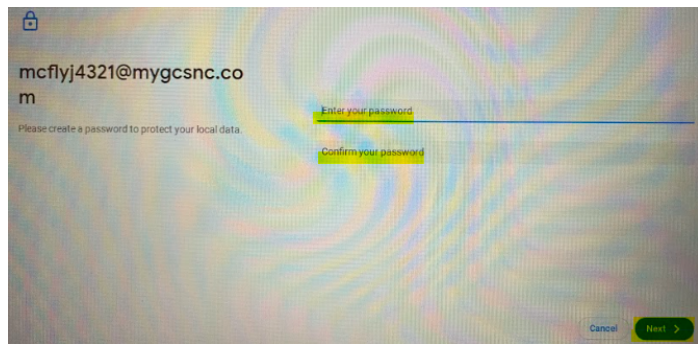 mcflyj4321@mygcsnc.co
m
Please create a password to protect your local data.
Enter your password
Confirm your password
Cancel
Next